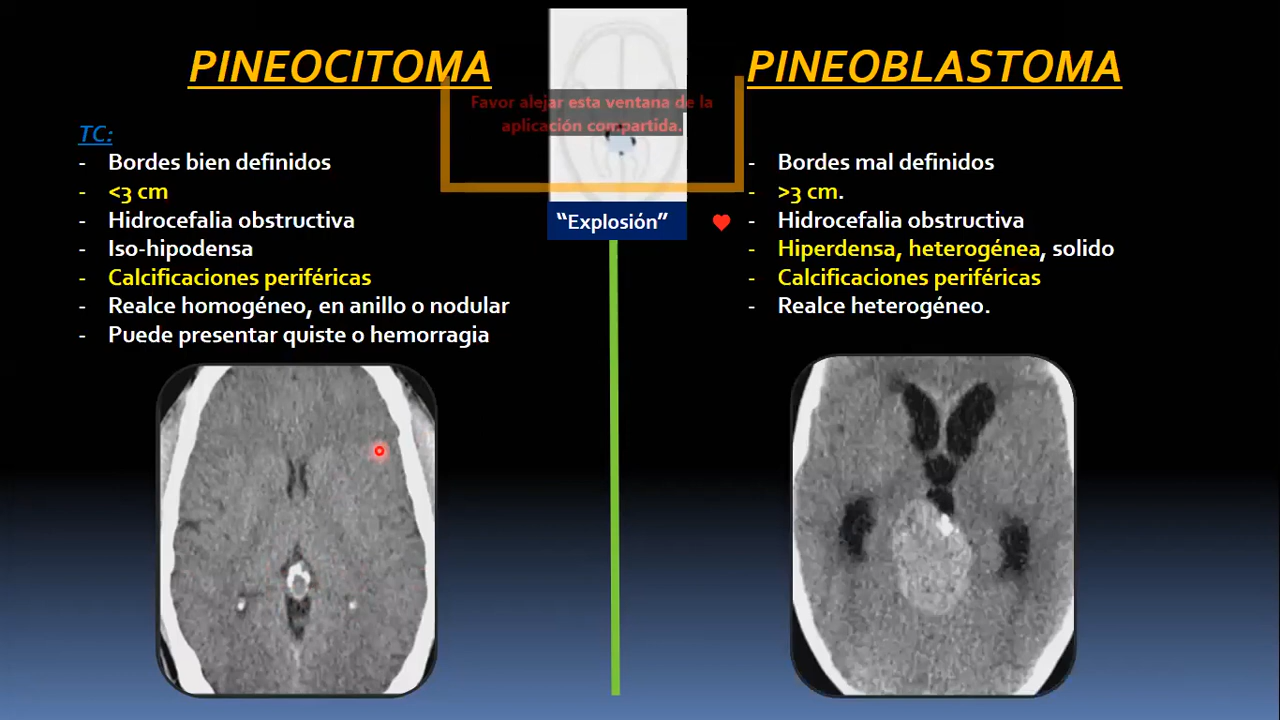 PINEOCITOMA
PINEOBLASTOMA
Favor alejar esta ventana de la
aplicación compartida.
"Explosión"
TC:
- Bordes bien definidos
- <3 cm
- Hidrocefalia obstructiva
- Iso-hipodensa
- Calcificaciones periféricas
- Realce homogéneo, en anillo o nodular
- Puede presentar quiste o hemorragia
- Bordes mal definidos
- >3 cm.
- Hidrocefalia obstructiva
- Hiperdensa, heterogénea, solido
- Calcificaciones periféricas
- Realce heterogéneo.